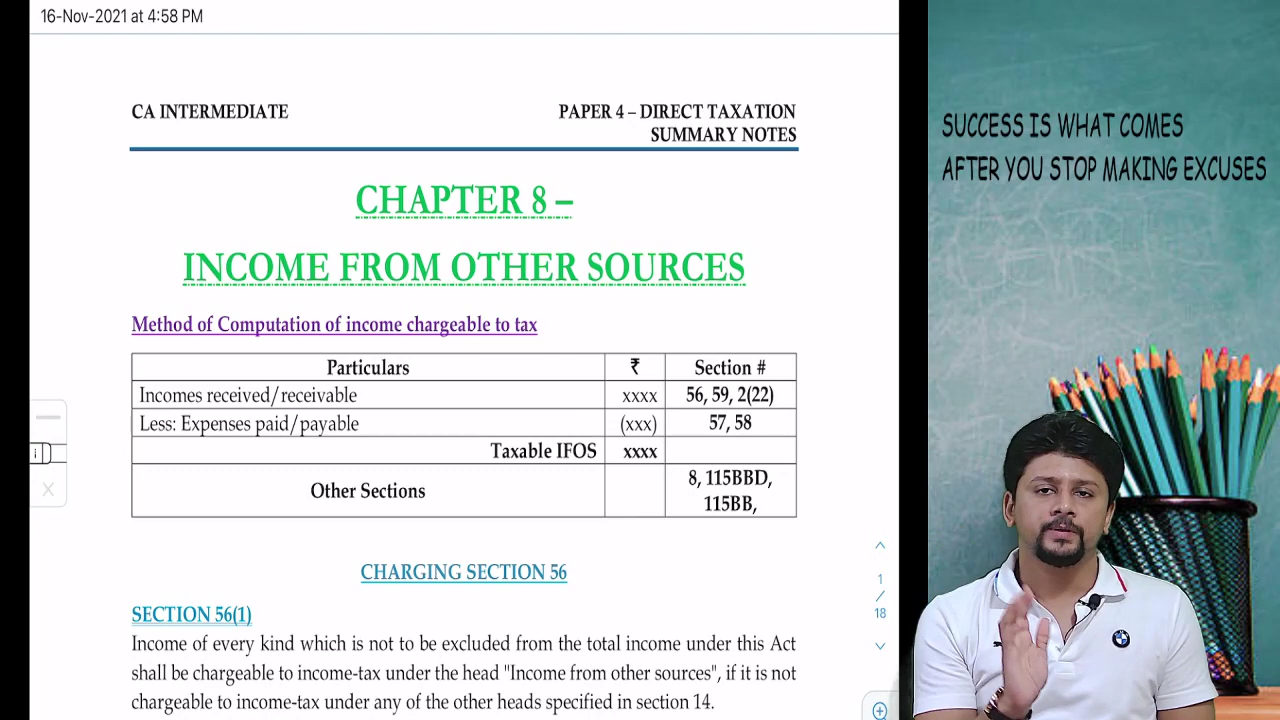 16-Nov-2021 at 4:58 PM
CA INTERMEDIATE
PAPER 4 – DIRECT TAXATION
SUMMARY NOTES
CHAPTER 8 –
INCOME FROM OTHER SOURCES
Method of Computation of income chargeable to tax
Particulars ₹ Section #
Incomes received/receivable xxxx 56, 59, 2(22)
Less: Expenses paid/payable (xxx) 57, 58
Taxable IFOS xxxx
Other Sections 8, 115BBD,
115BB,
CHARGING SECTION 56
SECTION 56(1)
Income of every kind which is not to be excluded from the total income under this Act
shall be chargeable to income-tax under the head "Income from other sources", if it is not
chargeable to income-tax under any of the other heads specified in section 14.
1
/
18
SUCCESS IS WHAT COMES
AFTER YOU STOP MAKING EXCUSES